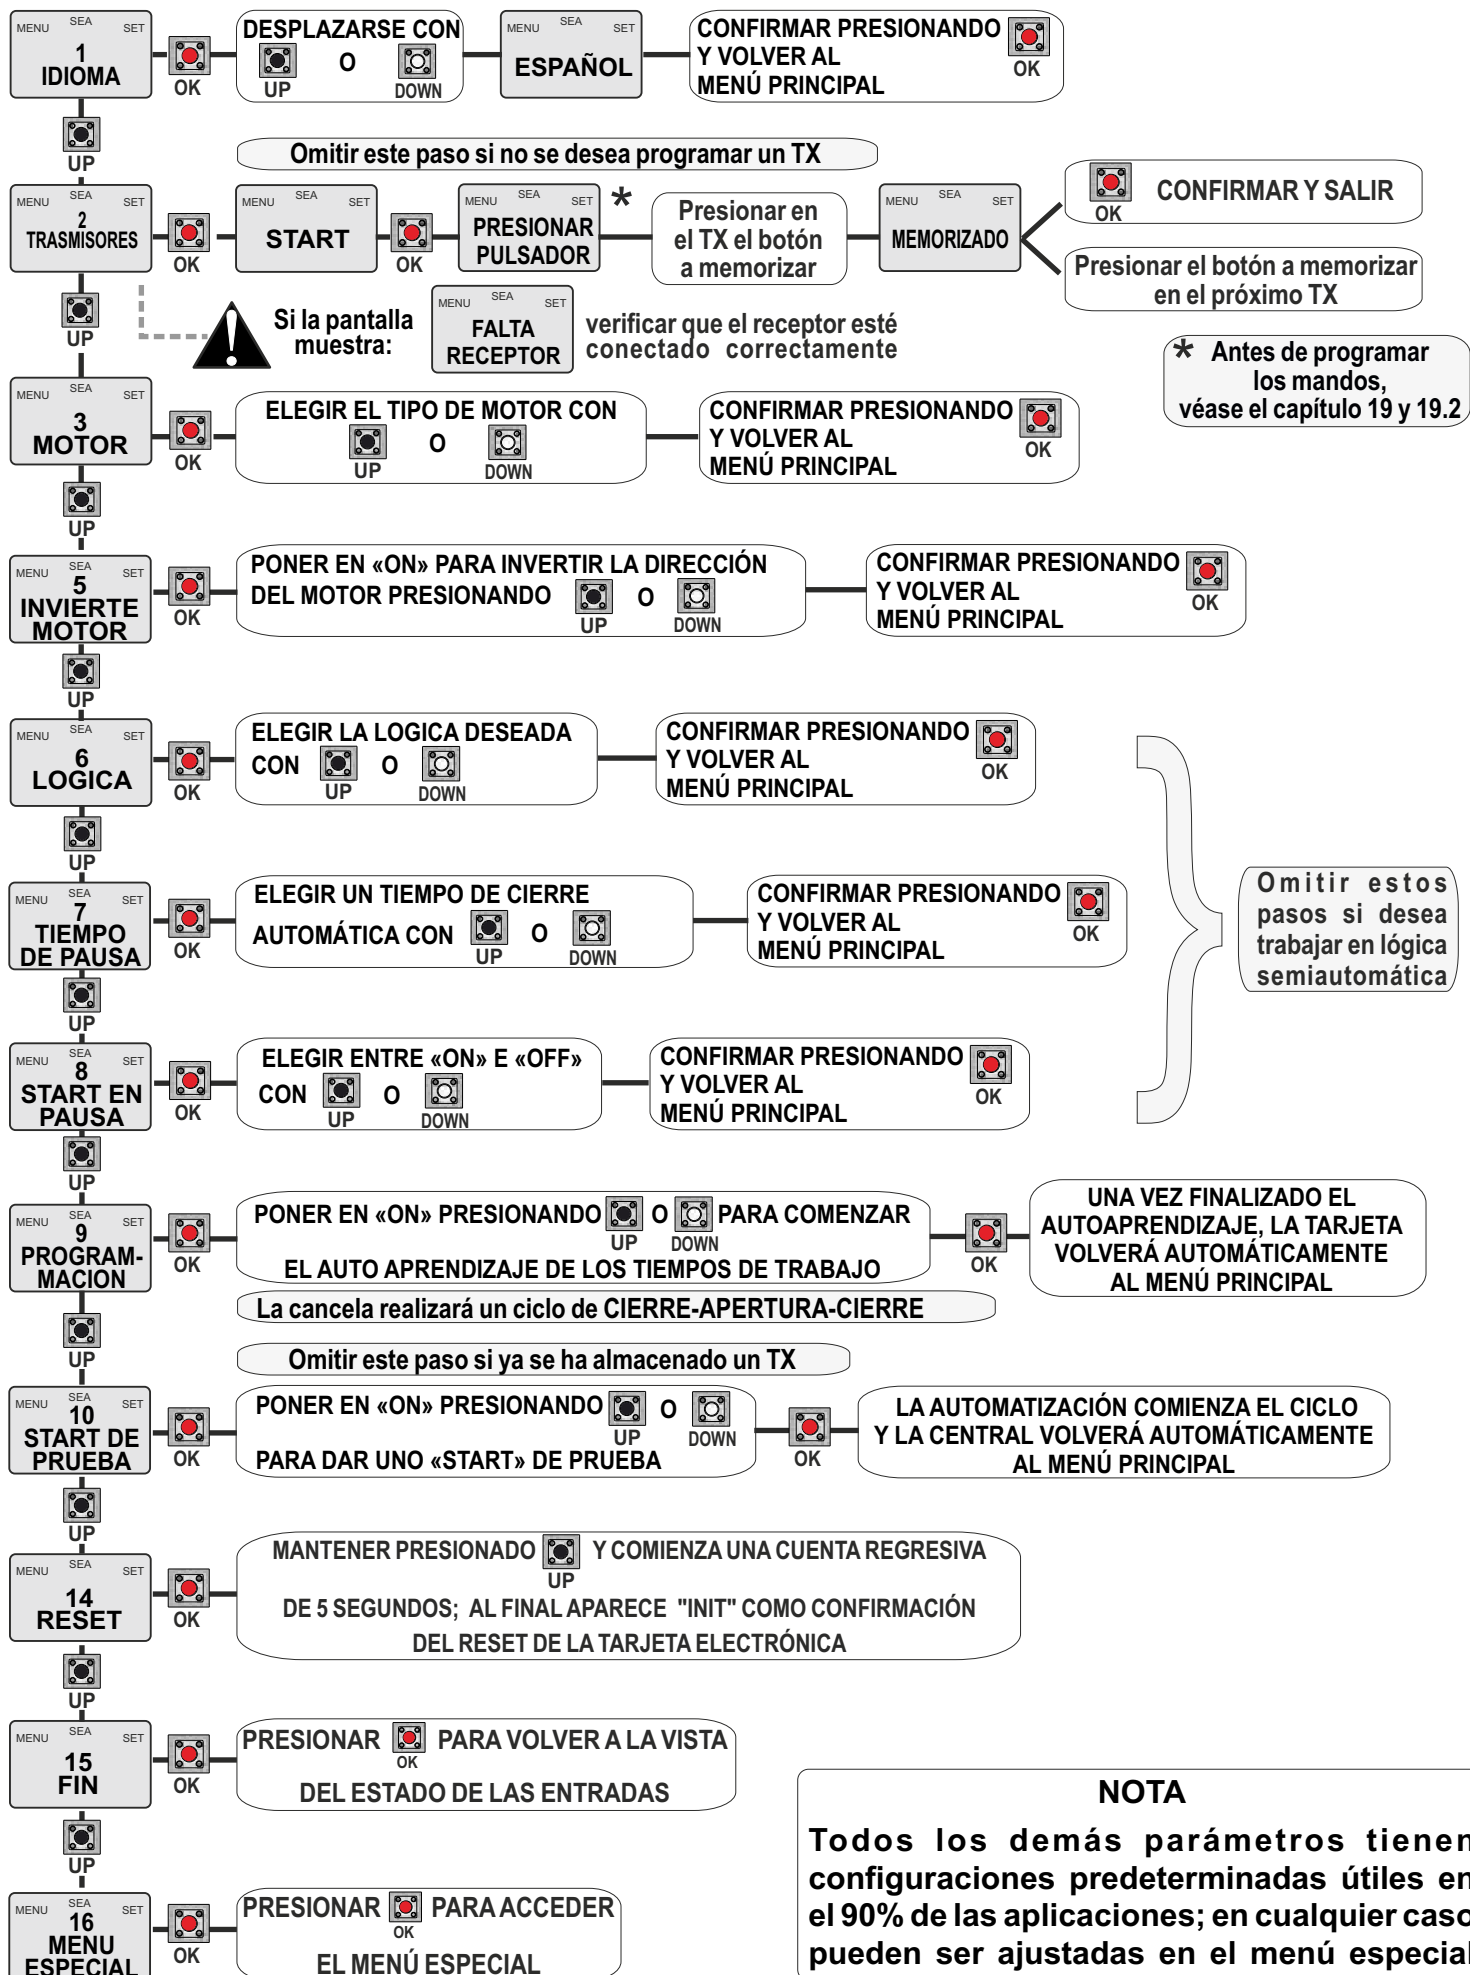 MENU SEA SET
1
IDIOMA
OK
DESPLAZARSE CON
UP O DOWN
MENU SEA SET
ESPAÑOL
CONFIRMAR PRESIONANDO
Y VOLVER AL
MENÚ PRINCIPAL
OK
UP
Omitir este paso si no se desea programar un TX
MENU SEA SET
2
TRASMISORES
OK
MENU SEA SET
START
OK
MENU SEA SET
PRESIONAR
PULSADOR
*
Presionar en
el TX el botón
a memorizar
MENU SEA SET
MEMORIZADO
OK CONFIRMAR Y SALIR
Presionar el botón a memorizar
en el próximo TX
UP
Si la pantalla
muestra:
MENU SEA SET
FALTA
RECEPTOR
verificar que el receptor esté
conectado correctamente
* Antes de programar
los mandos,
véase el capítulo 19 y 19.2
MENU SEA SET
3
MOTOR
OK
ELEGIR EL TIPO DE MOTOR CON
UP O DOWN
CONFIRMAR PRESIONANDO
Y VOLVER AL
MENÚ PRINCIPAL
OK
UP
MENU SEA SET
5
INVIERTE
MOTOR
OK
PONER EN «ON» PARA INVERTIR LA DIRECCIÓN
DEL MOTOR PRESIONANDO O
UP DOWN
CONFIRMAR PRESIONANDO
Y VOLVER AL
MENÚ PRINCIPAL
OK
UP
MENU SEA SET
6
LOGICA
OK
ELEGIR LA LOGICA DESEADA
CON O
UP DOWN
CONFIRMAR PRESIONANDO
Y VOLVER AL
MENÚ PRINCIPAL
OK
UP
MENU SEA SET
7
TIEMPO
DE PAUSA
OK
ELEGIR UN TIEMPO DE CIERRE
AUTOMÁTICA CON O
UP DOWN
CONFIRMAR PRESIONANDO
Y VOLVER AL
MENÚ PRINCIPAL
OK
Omitir estos
pasos si desea
trabajar en lógica
semiautomática
UP
MENU SEA SET
8
START EN
PAUSA
OK
ELEGIR ENTRE «ON» E «OFF»
CON O
UP DOWN
CONFIRMAR PRESIONANDO
Y VOLVER AL
MENÚ PRINCIPAL
OK
UP
MENU SEA SET
9
PROGRAM-
MACION
OK
PONER EN «ON» PRESIONANDO O PARA COMENZAR
UP DOWN
EL AUTO APRENDIZAJE DE LOS TIEMPOS DE TRABAJO
OK
UNA VEZ FINALIZADO EL
AUTOAPRENDIZAJE, LA TARJETA
VOLVERÁ AUTOMÁTICAMENTE
AL MENÚ PRINCIPAL
La cancela realizará un ciclo de CIERRE-APERTURA-CIERRE
UP
Omitir este paso si ya se ha almacenado un TX
MENU SEA SET
10
START DE
PRUEBA
OK
PONER EN «ON» PRESIONANDO O
UP DOWN
PARA DAR UNO «START» DE PRUEBA
OK
LA AUTOMATIZACIÓN COMIENZA EL CICLO
Y LA CENTRAL VOLVERÁ AUTOMÁTICAMENTE
AL MENÚ PRINCIPAL
UP
MENU SEA SET
14
RESET
OK
MANTENER PRESIONADO Y COMIENZA UNA CUENTA REGRESIVA
UP
DE 5 SEGUNDOS; AL FINAL APARECE "INIT" COMO CONFIRMACIÓN
DEL RESET DE LA TARJETA ELECTRÓNICA
UP
MENU SEA SET
15
FIN
OK
PRESIONAR PARA VOLVER A LA VISTA
OK
DEL ESTADO DE LAS ENTRADAS
UP
MENU SEA SET
16
MENU
ESPECIAL
OK
PRESIONAR PARA ACCEDER
OK
EL MENÚ ESPECIAL
NOTA
Todos los demás parámetros tienen
configuraciones predeterminadas útiles en
el 90% de las aplicaciones; en cualquier caso
pueden ser ajustadas en el menú especial